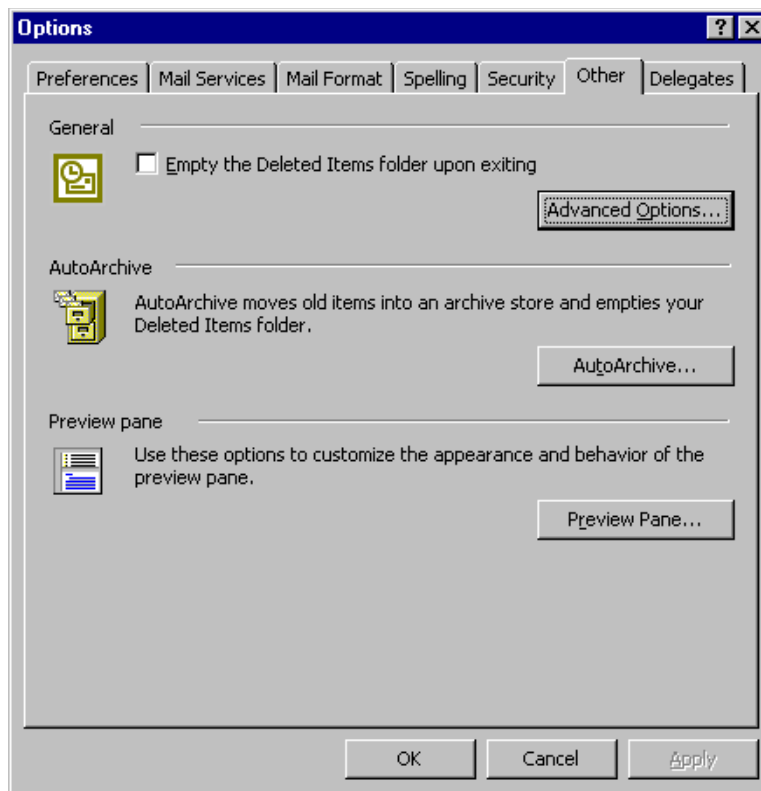 Options
Preferences Mail Services Mail Format Spelling Security Other Delegates
General
Empty the Deleted Items folder upon exiting
Advanced Options...
AutoArchive
AutoArchive moves old items into an archive store and empties your
Deleted Items folder.
AutoArchive...
Preview pane
Use these options to customize the appearance and behavior of the
preview pane.
Preview Pane...
OK Cancel Apply